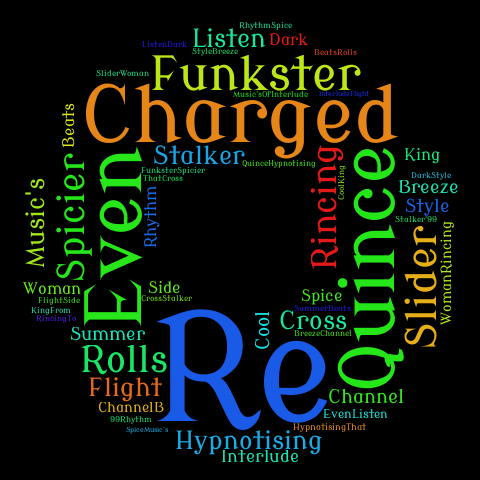 RhythmSpice
Listen
Dark
ListenDark
StyleBreeze
BeatsRolls
Funkster
SliderWoman
Music'sOfInterlude
InterludeFlight
Charged
Beats
Stalker
QuinceHypnotising
King
FunksterSpicier
ThatCross
CoolKing
DarkStyle
Breeze
Music's
Spicier
Even
Rhythm
Rincing
Quince
Style
Stalker'99
WomanRincing
Slider
Woman
Side
FlightSide
CrossStalker
Spice
KingFrom
RincingTo
SummerBeats
Re
Cool
Cross
Summer
BreezeChannel
Rolls
Flight
Channel
ChannelB
EvenListen
99Rhythm
SpiceMusic's
HypnotisingThat
Hypnotising
Interlude